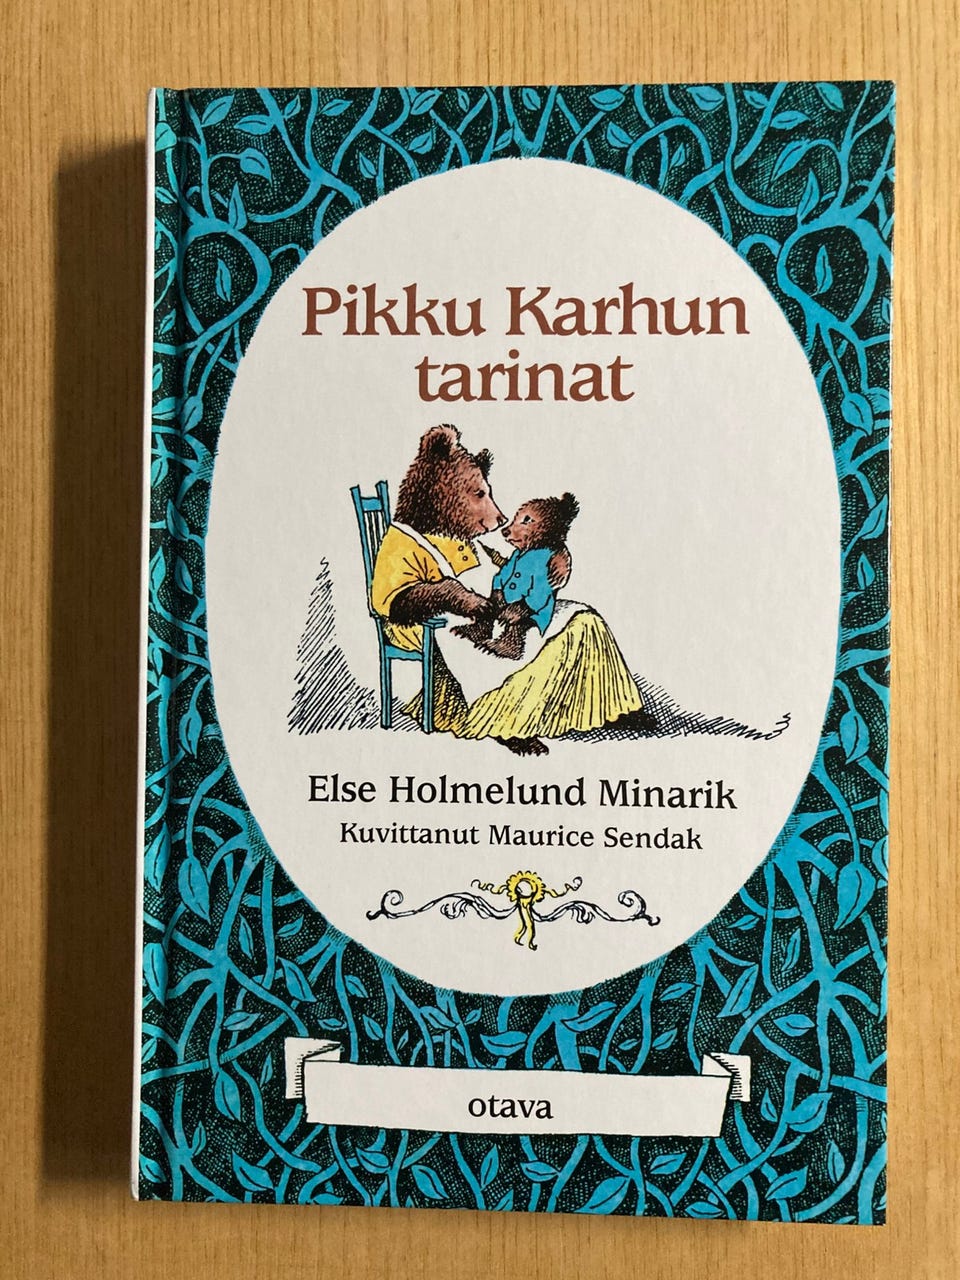 Pikku Karhun
tarinat
Else Holmelund Minarik
Kuvittanut Maurice Sendak
otava